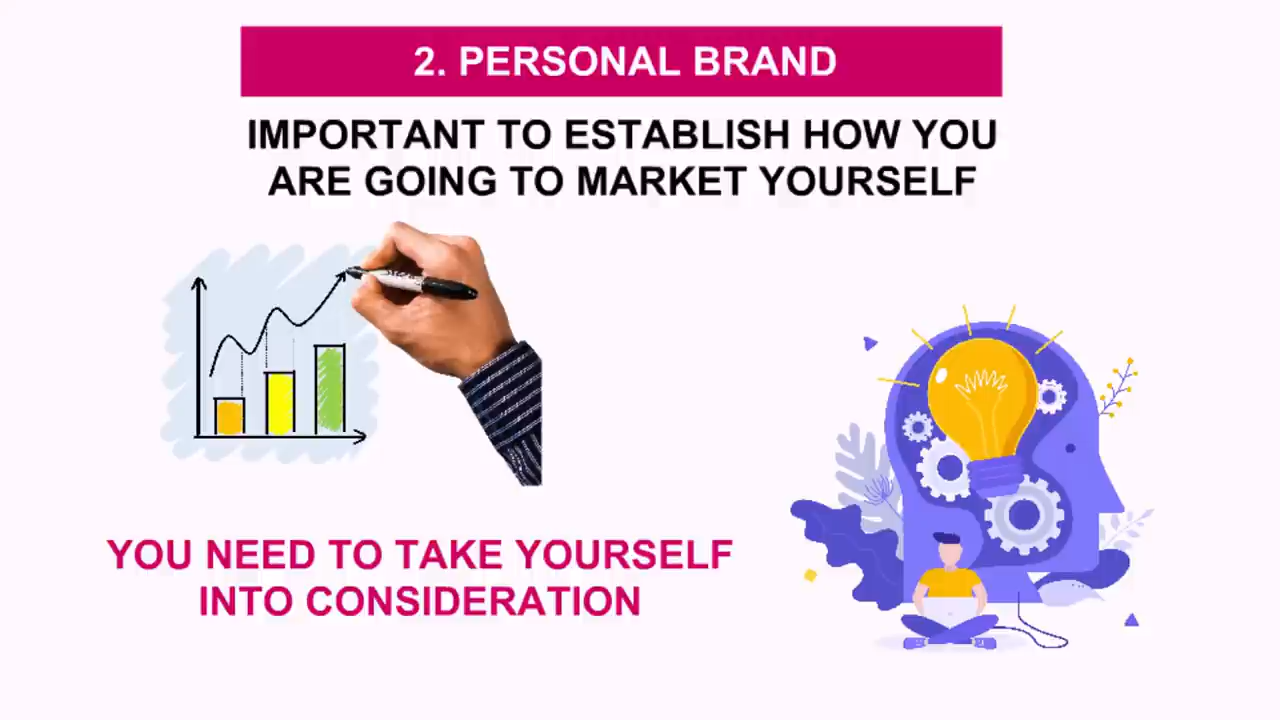 2. PERSONAL BRAND
IMPORTANT TO ESTABLISH HOW YOU
ARE GOING TO MARKET YOURSELF
YOU NEED TO TAKE YOURSELF
INTO CONSIDERATION